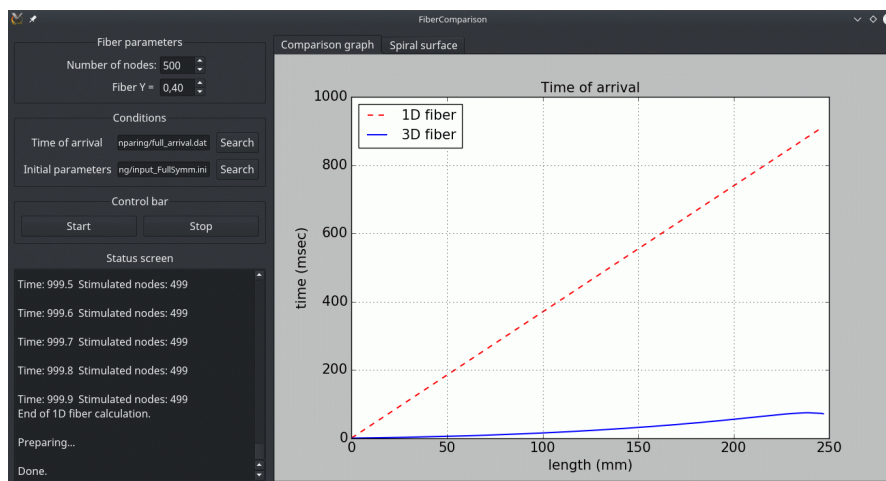 FiberComparison
Fiber parameters
Number of nodes: 500
Fiber Y = 0,40
Conditions
Time of arrival nparing/full_arrival.dat Search
Initial parameters ng/input_FullSymm.ini Search
Control bar
Start Stop
Status screen
Time: 999.5 Stimulated nodes: 499
Time: 999.6 Stimulated nodes: 499
Time: 999.7 Stimulated nodes: 499
Time: 999.8 Stimulated nodes: 499
Time: 999.9 Stimulated nodes: 499
End of 1D fiber calculation.
Preparing...
Done.
Comparison graph Spiral surface
Time of arrival
1D fiber
3D fiber
1000
800
600
400
200
0
time (msec)
0 50 100 150 200 250
length (mm)